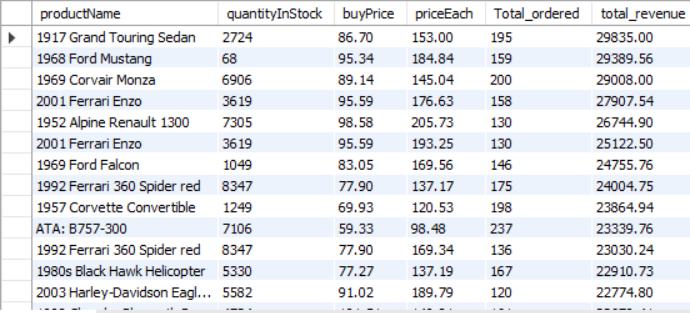 productName quantityInStock buyPrice priceEach Total_ordered total_revenue
1917 Grand Touring Sedan 2724 86.70 153.00 195 29835.00
1968 Ford Mustang 68 95.34 184.84 159 29389.56
1969 Corvair Monza 6906 89.14 145.04 200 29008.00
2001 Ferrari Enzo 3619 95.59 176.63 158 27907.54
1952 Alpine Renault 1300 7305 98.58 205.73 130 26744.90
2001 Ferrari Enzo 3619 95.59 193.25 130 25122.50
1969 Ford Falcon 1049 83.05 169.56 146 24755.76
1992 Ferrari 360 Spider red 8347 77.90 137.17 175 24004.75
1957 Corvette Convertible 1249 69.93 120.53 198 23864.94
ATA: B757-300 7106 59.33 98.48 237 23339.76
1992 Ferrari 360 Spider red 8347 77.90 169.34 136 23030.24
1980s Black Hawk Helicopter 5330 77.27 137.19 167 22910.73
2003 Harley-Davidson Eagl... 5582 91.02 189.79 120 22774.80